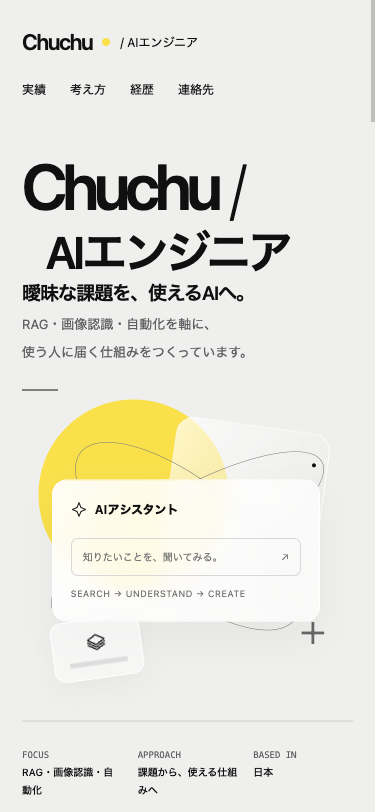 Chuchu / AIエンジニア
実績 考え方 経歴 連絡先
Chuchu /
AIエンジニア
曖昧な課題を、使えるAIへ。
RAG・画像認識・自動化を軸に、
使う人に届く仕組みをつくっています。
AIアシスタント
知りたいことを、聞いてみる。 ↗
SEARCH → UNDERSTAND → CREATE
FOCUS APPROACH BASED IN
RAG・画像認識・自 課題から、使える仕組 日本
動化 みへ